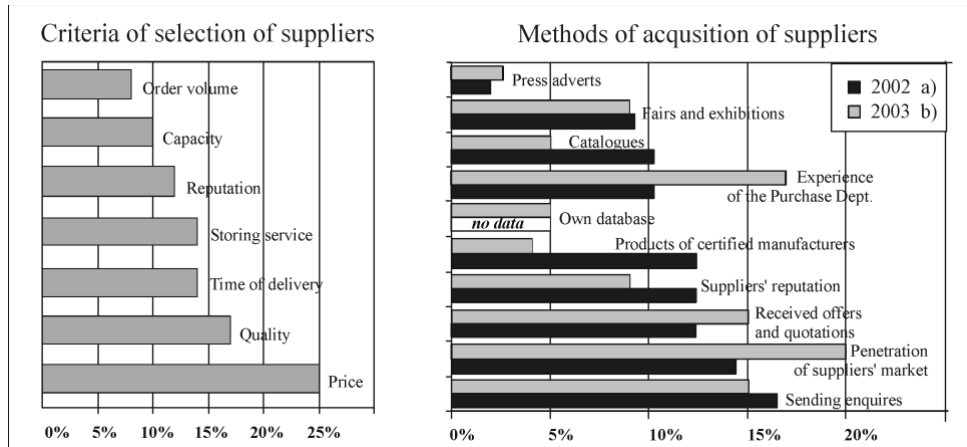 Criteria of selection of suppliers
Order volume
Capacity
Reputation
Storing service
Time of delivery
Quality
Price
0% 5% 10% 15% 20% 25%
Methods of acqusition of suppliers
2002 a)
2003 b)
Press adverts
Fairs and exhibitions
Catalogues
Experience
of the Purchase Dept.
Own database
no data
Products of certified manufacturers
Suppliers' reputation
Received offers
and quotations
Penetration
of suppliers' market
Sending enquires
0% 5% 10% 15% 20%